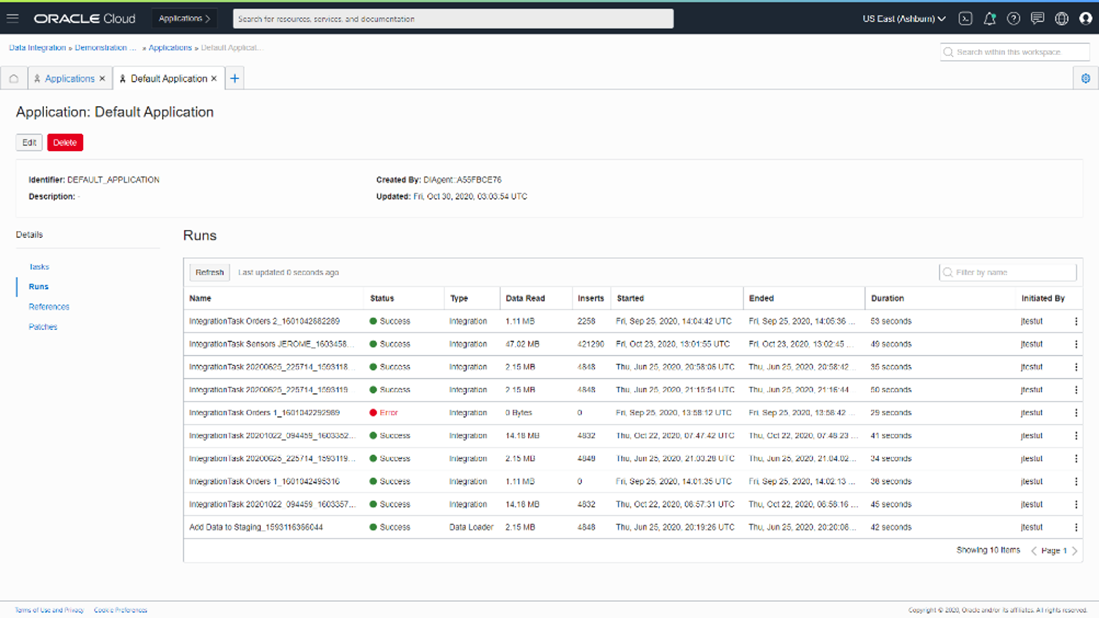 ORACLE Cloud Applications Search for resources, services, and documentation US East (Ashburn)
Data Integration » Demonstration ... » Applications » Default Applicat...
Search within this workspace
Applications × Default Application × +
Application: Default Application
Edit Delete
Identifier: DEFAULT_APPLICATION Created By: DIAgent::A55FBCE76
Description: - Updated: Fri, Oct 30, 2020, 03:03:54 UTC
Details
Tasks
Runs
References
Patches
Runs
Refresh Last updated 0 seconds ago Filter by name
Name Status Type Data Read Inserts Started Ended Duration Initiated By
IntegrationTask Orders 2_1601042682289 Success Integration 1.11 MB 2258 Fri, Sep 25, 2020, 14:04:42 UTC Fri, Sep 25, 2020, 14:05:36 ... 53 seconds jtestut
IntegrationTask Sensors JEROME_1603458... Success Integration 47.02 MB 421290 Fri, Oct 23, 2020, 13:01:55 UTC Fri, Oct 23, 2020, 13:02:45 ... 49 seconds jtestut
IntegrationTask 20200625_225714_1593118... Success Integration 2.15 MB 4848 Thu, Jun 25, 2020, 20:58:06 UTC Thu, Jun 25, 2020, 20:58:42... 35 seconds jtestut
IntegrationTask 20200625_225714_1593119... Success Integration 2.15 MB 4848 Thu, Jun 25, 2020, 21:15:54 UTC Thu, Jun 25, 2020, 21:16:44 50 seconds jtestut
IntegrationTask Orders 1_1601042292989 Error Integration 0 Bytes 0 Fri, Sep 25, 2020, 13:58:12 UTC Fri, Sep 25, 2020, 13:58:42 ... 29 seconds jtestut
IntegrationTask 20201022_094459_1603352... Success Integration 14.18 MB 4832 Thu, Oct 22, 2020, 07:47:42 UTC Thu, Oct 22, 2020, 07:48:23 ... 41 seconds jtestut
IntegrationTask 20200625_225714_1593119... Success Integration 2.15 MB 4848 Thu, Jun 25, 2020, 21:03:28 UTC Thu, Jun 25, 2020, 21:04:02... 34 seconds jtestut
IntegrationTask Orders 1_1601042495316 Success Integration 1.11 MB 0 Fri, Sep 25, 2020, 14:01:35 UTC Fri, Sep 25, 2020, 14:02:13 ... 38 seconds jtestut
IntegrationTask 20201022_094459_1603357... Success Integration 14.18 MB 4832 Thu, Oct 22, 2020, 08:57:31 UTC Thu, Oct 22, 2020, 08:58:16 ... 45 seconds jtestut
Add Data to Staging_1593116366044 Success Data Loader 2.15 MB 4848 Thu, Jun 25, 2020, 20:19:26 UTC Thu, Jun 25, 2020, 20:20:08... 42 seconds jtestut
Showing 10 Items Page 1
Terms of Use and Privacy Cookie Preferences Copyright © 2020, Oracle and/or its affiliates. All rights reserved.